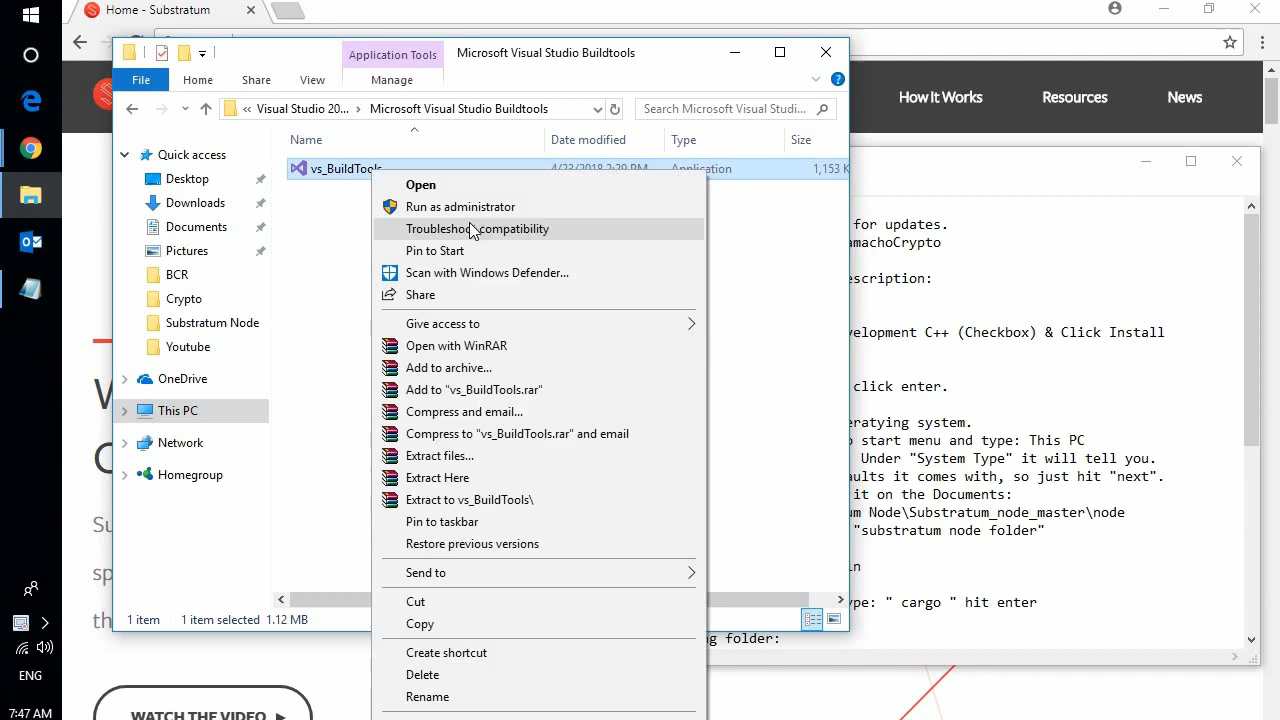 Home - Substratum
Application Tools
Microsoft Visual Studio Buildtools
File
Home
Share
View
Manage
« Visual Studio 20... > Microsoft Visual Studio Buildtools
Search Microsoft Visual Studi...
How It Works
Resources
News
Name
Date modified
Type
Size
Quick access
Desktop
Downloads
Documents
Pictures
BCR
Crypto
Substratum Node
Youtube
OneDrive
This PC
Network
Homegroup
vs_BuildTools
4/23/2018 2:29 PM
Application
1,153 K
Open
Run as administrator
Troubleshoot compatibility
Pin to Start
Scan with Windows Defender...
Share
Give access to
Open with WinRAR
Add to archive...
Add to "vs_BuildTools.rar"
Compress and email...
Compress to "vs_BuildTools.rar" and email
Extract files...
Extract Here
Extract to vs_BuildTools\
Pin to taskbar
Restore previous versions
Send to
Cut
Copy
Create shortcut
Delete
Rename
for updates.
amachoCrypto
escription:
velopment C++ (Checkbox) & Click Install
click enter.
eratying system.
o start menu and type: This PC
Under "System Type" it will tell you.
aults it comes with, so just hit "next".
it on the Documents:
um Node\Substratum_node_master\node
"substratum node folder"
in
ype: " cargo " hit enter
ng folder:
1 item
1 item selected 1.12 MB
W
C
Su
sp
th
WATCH THE VIDEO
ENG
7:47 AM